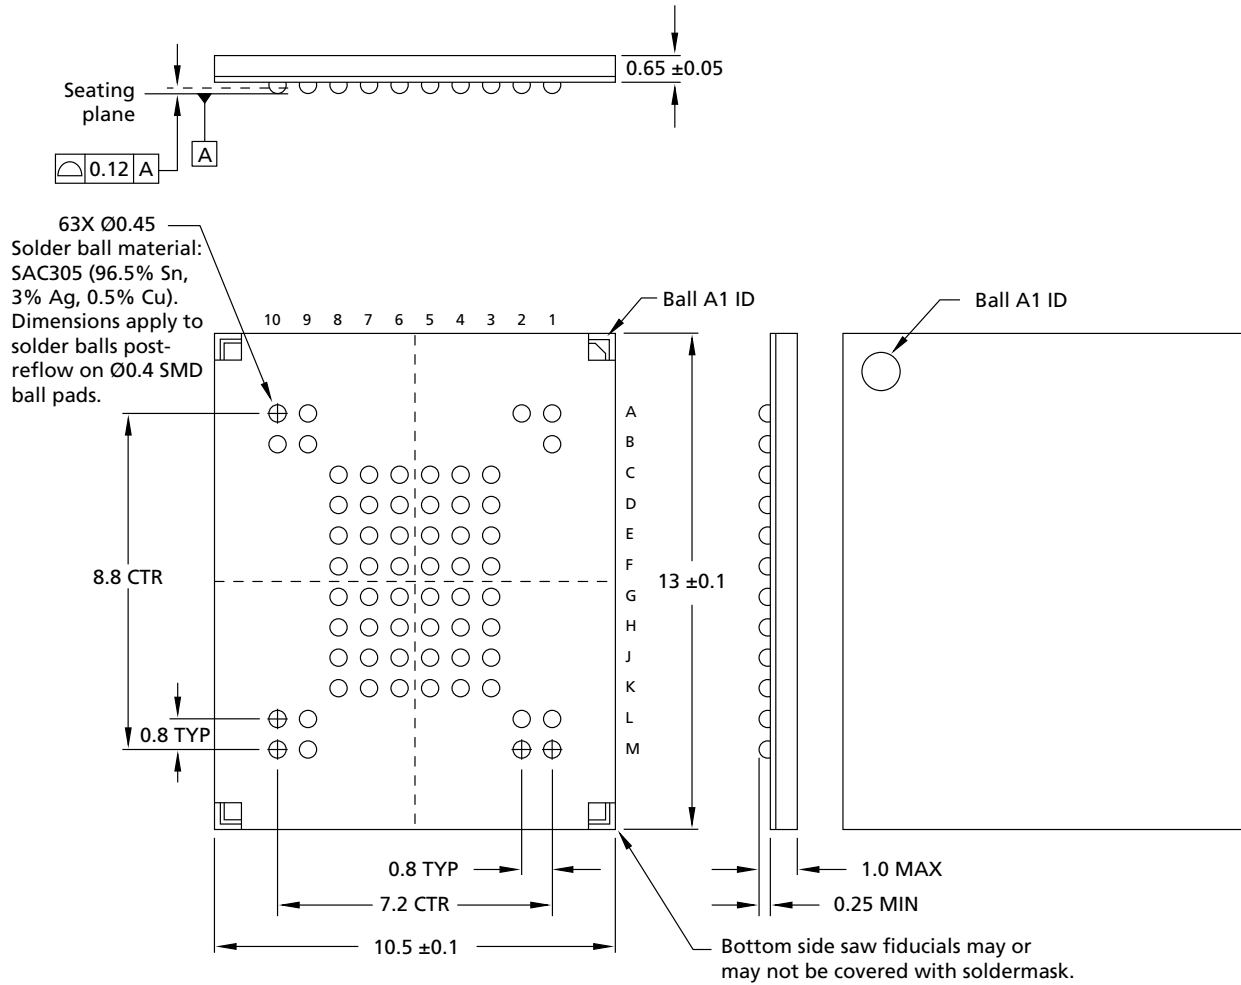 0.65 ±0.05
Seating
plane
A
0.12 A
63X Ø0.45
Solder ball material:
SAC305 (96.5% Sn,
3% Ag, 0.5% Cu).
Dimensions apply to
solder balls post-
reflow on Ø0.4 SMD
ball pads.
Ball A1 ID
Ball A1 ID
10 9 8 7 6 5 4 3 2 1
A
B
C
D
E
F
G
H
J
K
L
M
8.8 CTR
13 ±0.1
0.8 TYP
0.8 TYP
1.0 MAX
7.2 CTR
0.25 MIN
10.5 ±0.1
Bottom side saw fiducials may or
may not be covered with soldermask.